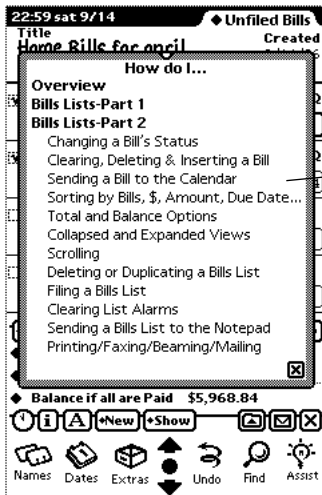 22:59 sat 9/14
Unfiled Bills
Title
Created
Home Bills for april
How do I...
Overview
Bills Lists-Part 1
Bills Lists-Part 2
Changing a Bill's Status
Clearing, Deleting & Inserting a Bill
Sending a Bill to the Calendar
Sorting by Bills, $, Amount, Due Date...
Total and Balance Options
Collapsed and Expanded Views
Scrolling
Deleting or Duplicating a Bills List
Filing a Bills List
Clearing List Alarms
Sending a Bills List to the Notepad
Printing/Faxing/Beaming/Mailing
Balance if all are Paid $5,968.84
i A New Show
Names Dates Extras Undo Find Assist